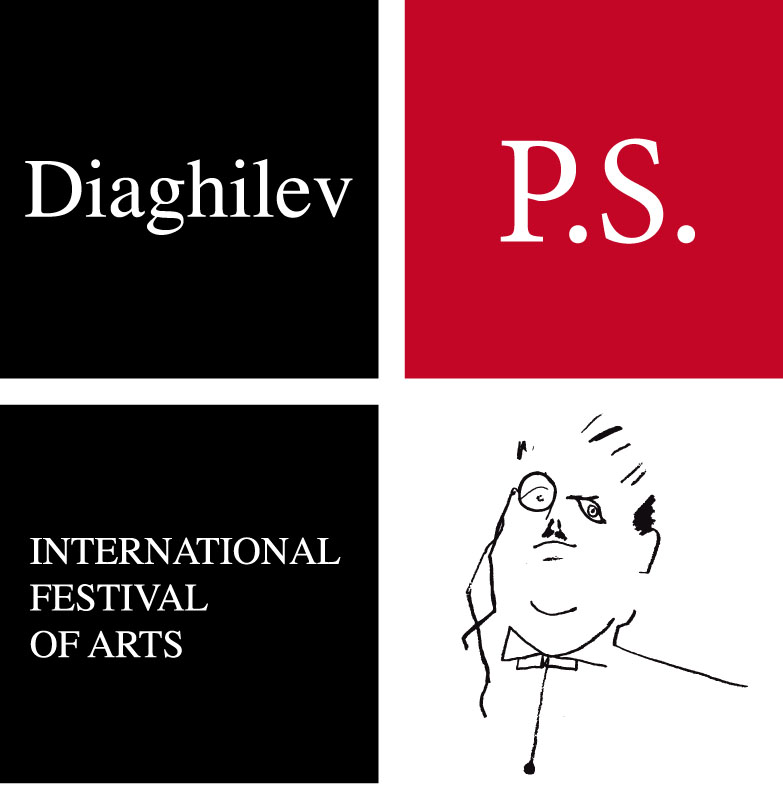 Diaghilev
P.S.
INTERNATIONAL
FESTIVAL
OF ARTS